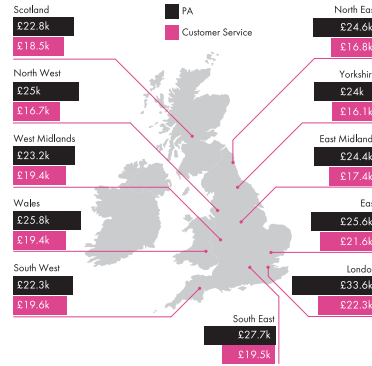 Scotland
£22.8k
£18.5k
PA
Customer Service
North Eas
£24.6k
£16.8k
North West
£25k
£16.7k
Yorkshir
£24k
£16.1k
West Midlands
£23.2k
£19.4k
East Midland
£24.4k
£17.4k
Wales
£25.8k
£19.4k
Eas
£25.6k
£21.6k
South West
£22.3k
£19.6k
Londo
£33.6k
£22.3k
South East
£27.7k
£19.5k